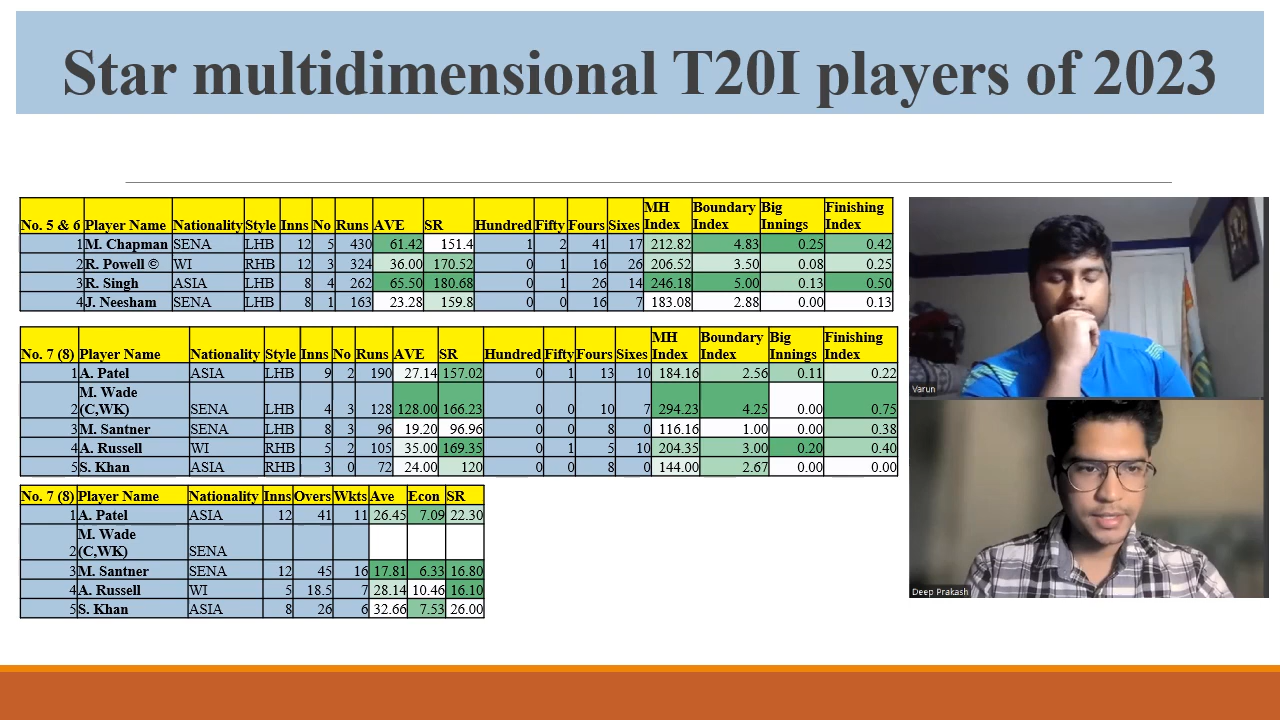 Star multidimensional T20I players of 2023
No. 5 & 6 Player Name Nationality Style Inns No Runs AVE SR Hundred Fifty Fours Sixes MH Index Boundary Index Big Innings Finishing Index
1 M. Chapman SENA LHB 12 5 430 61.42 151.4 1 2 41 17 212.82 4.83 0.25 0.42
2 R. Powell © WI RHB 12 3 324 36.00 170.52 0 1 16 26 206.52 3.50 0.08 0.25
3 R. Singh ASIA LHB 8 4 262 65.50 180.68 0 1 26 14 246.18 5.00 0.13 0.50
4 J. Neesham SENA LHB 8 1 163 23.28 159.8 0 0 16 7 183.08 2.88 0.00 0.13
No. 7 (8) Player Name Nationality Style Inns No Runs AVE SR Hundred Fifty Fours Sixes MH Index Boundary Index Big Innings Finishing Index
1 A. Patel ASIA LHB 9 2 190 27.14 157.02 0 1 13 10 184.16 2.56 0.11 0.22
2 M. Wade (C,WK) SENA LHB 4 3 128 128.00 166.23 0 0 10 7 294.23 4.25 0.00 0.75
3 M. Santner SENA LHB 8 3 96 19.20 96.96 0 0 8 0 116.16 1.00 0.00 0.38
4 A. Russell WI RHB 5 2 105 35.00 169.35 0 1 5 10 204.35 3.00 0.20 0.40
5 S. Khan ASIA RHB 3 0 72 24.00 120 0 0 8 0 144.00 2.67 0.00 0.00
No. 7 (8) Player Name Nationality Inns Overs Wkts Ave Econ SR
1 A. Patel ASIA 12 41 11 26.45 7.09 22.30
2 M. Wade (C,WK) SENA
3 M. Santner SENA 12 45 16 17.81 6.33 16.80
4 A. Russell WI 5 18.5 7 28.14 10.46 16.10
5 S. Khan ASIA 8 26 6 32.66 7.53 26.00
Varun
Deep Prakash